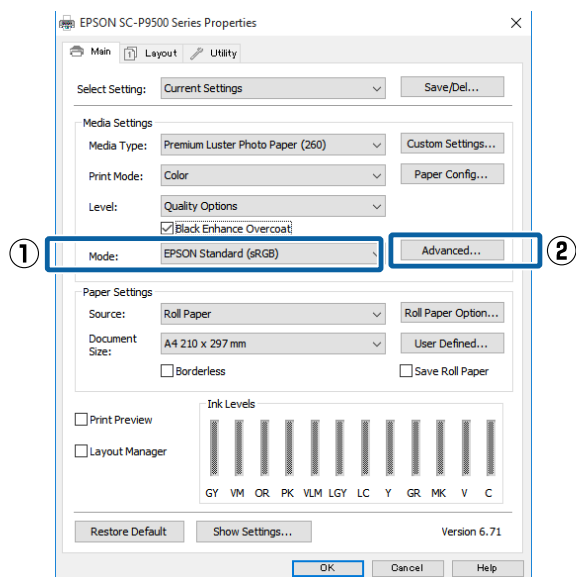 EPSON SC-P9500 Series Properties
Main Layout Utility
Select Setting: Current Settings Save/Del...
Media Settings
Media Type: Premium Luster Photo Paper (260) Custom Settings...
Print Mode: Color Paper Config...
Level: Quality Options
Black Enhance Overcoat
① Mode: EPSON Standard (sRGB) Advanced... ②
Paper Settings
Source: Roll Paper Roll Paper Option...
Document Size: A4 210 x 297 mm User Defined...
Borderless Save Roll Paper
Ink Levels
Print Preview
Layout Manager
GY VM OR PK VLM LGY LC Y GR MK V C
Restore Default Show Settings... Version 6.71
OK Cancel Help